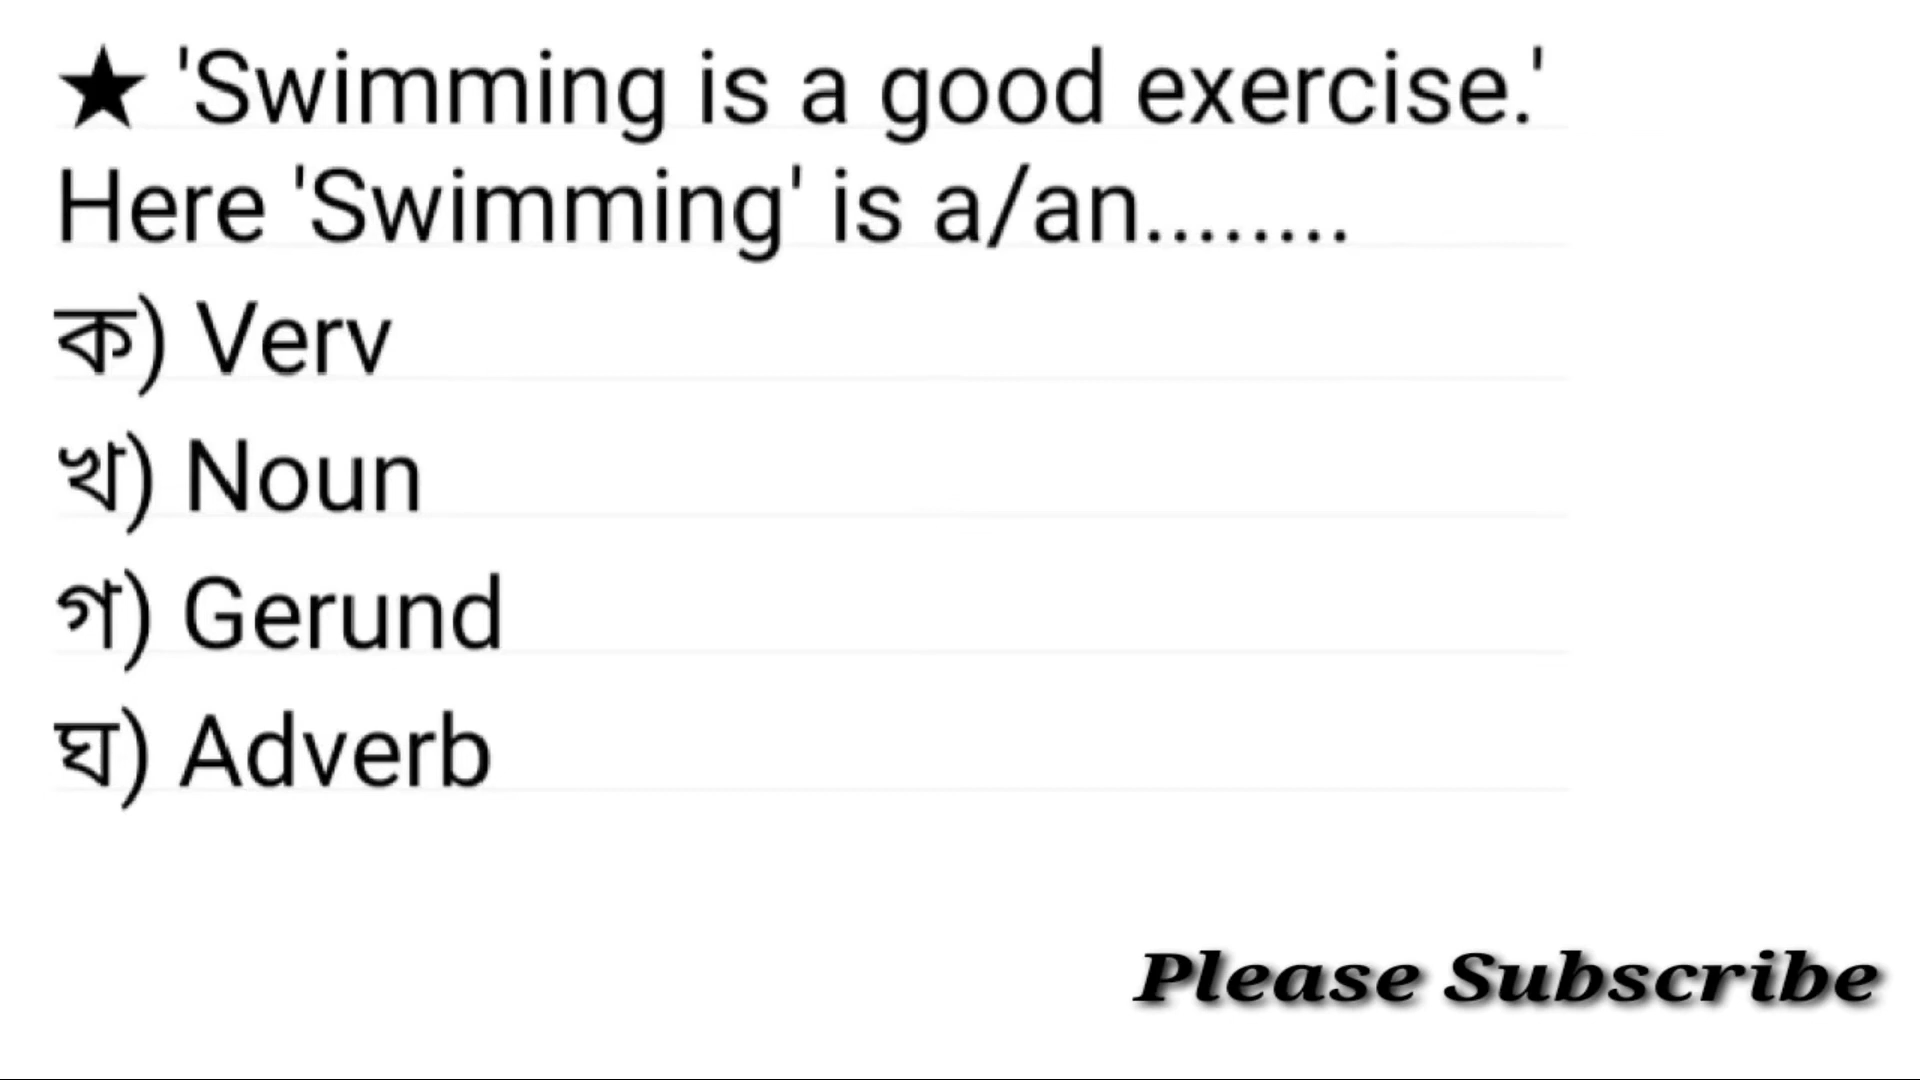 ★ 'Swimming is a good exercise.'
Here 'Swimming' is a/an........
ক) Verv
খ) Noun
গ) Gerund
ঘ) Adverb
Please Subscribe